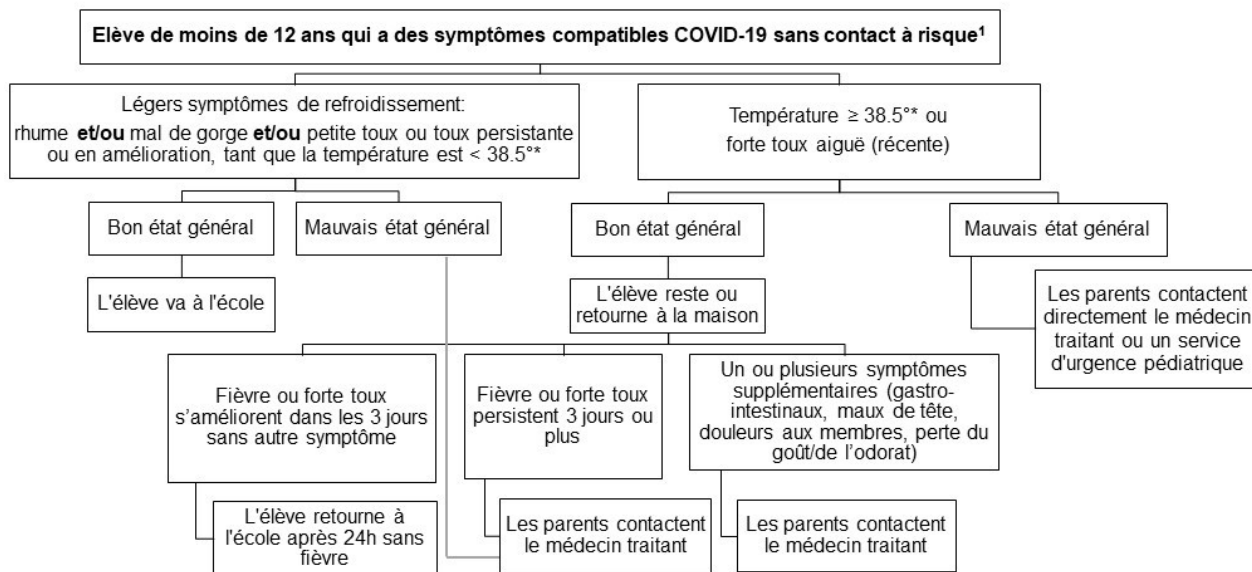 Elève de moins de 12 ans qui a des symptômes compatibles COVID-19 sans contact à risque¹
Légers symptômes de refroidissement:
rhume et/ou mal de gorge et/ou petite toux ou toux persistante
ou en amélioration, tant que la température est < 38.5°*
Température ≥ 38.5°* ou
forte toux aiguë (récente)
Bon état général
Mauvais état général
Bon état général
Mauvais état général
L'élève va à l'école
L'élève reste ou
retourne à la maison
Les parents contactent
directement le médecin
traitant ou un service
d'urgence pédiatrique
Fièvre ou forte toux
s’améliorent dans les 3 jours
sans autre symptôme
Fièvre ou forte toux
persistent 3 jours ou
plus
Un ou plusieurs symptômes
supplémentaires (gastro-
intestinaux, maux de tête,
douleurs aux membres, perte du
goût/de l’odorat)
L'élève retourne à
l'école après 24h sans
fièvre
Les parents contactent
le médecin traitant
Les parents contactent
le médecin traitant